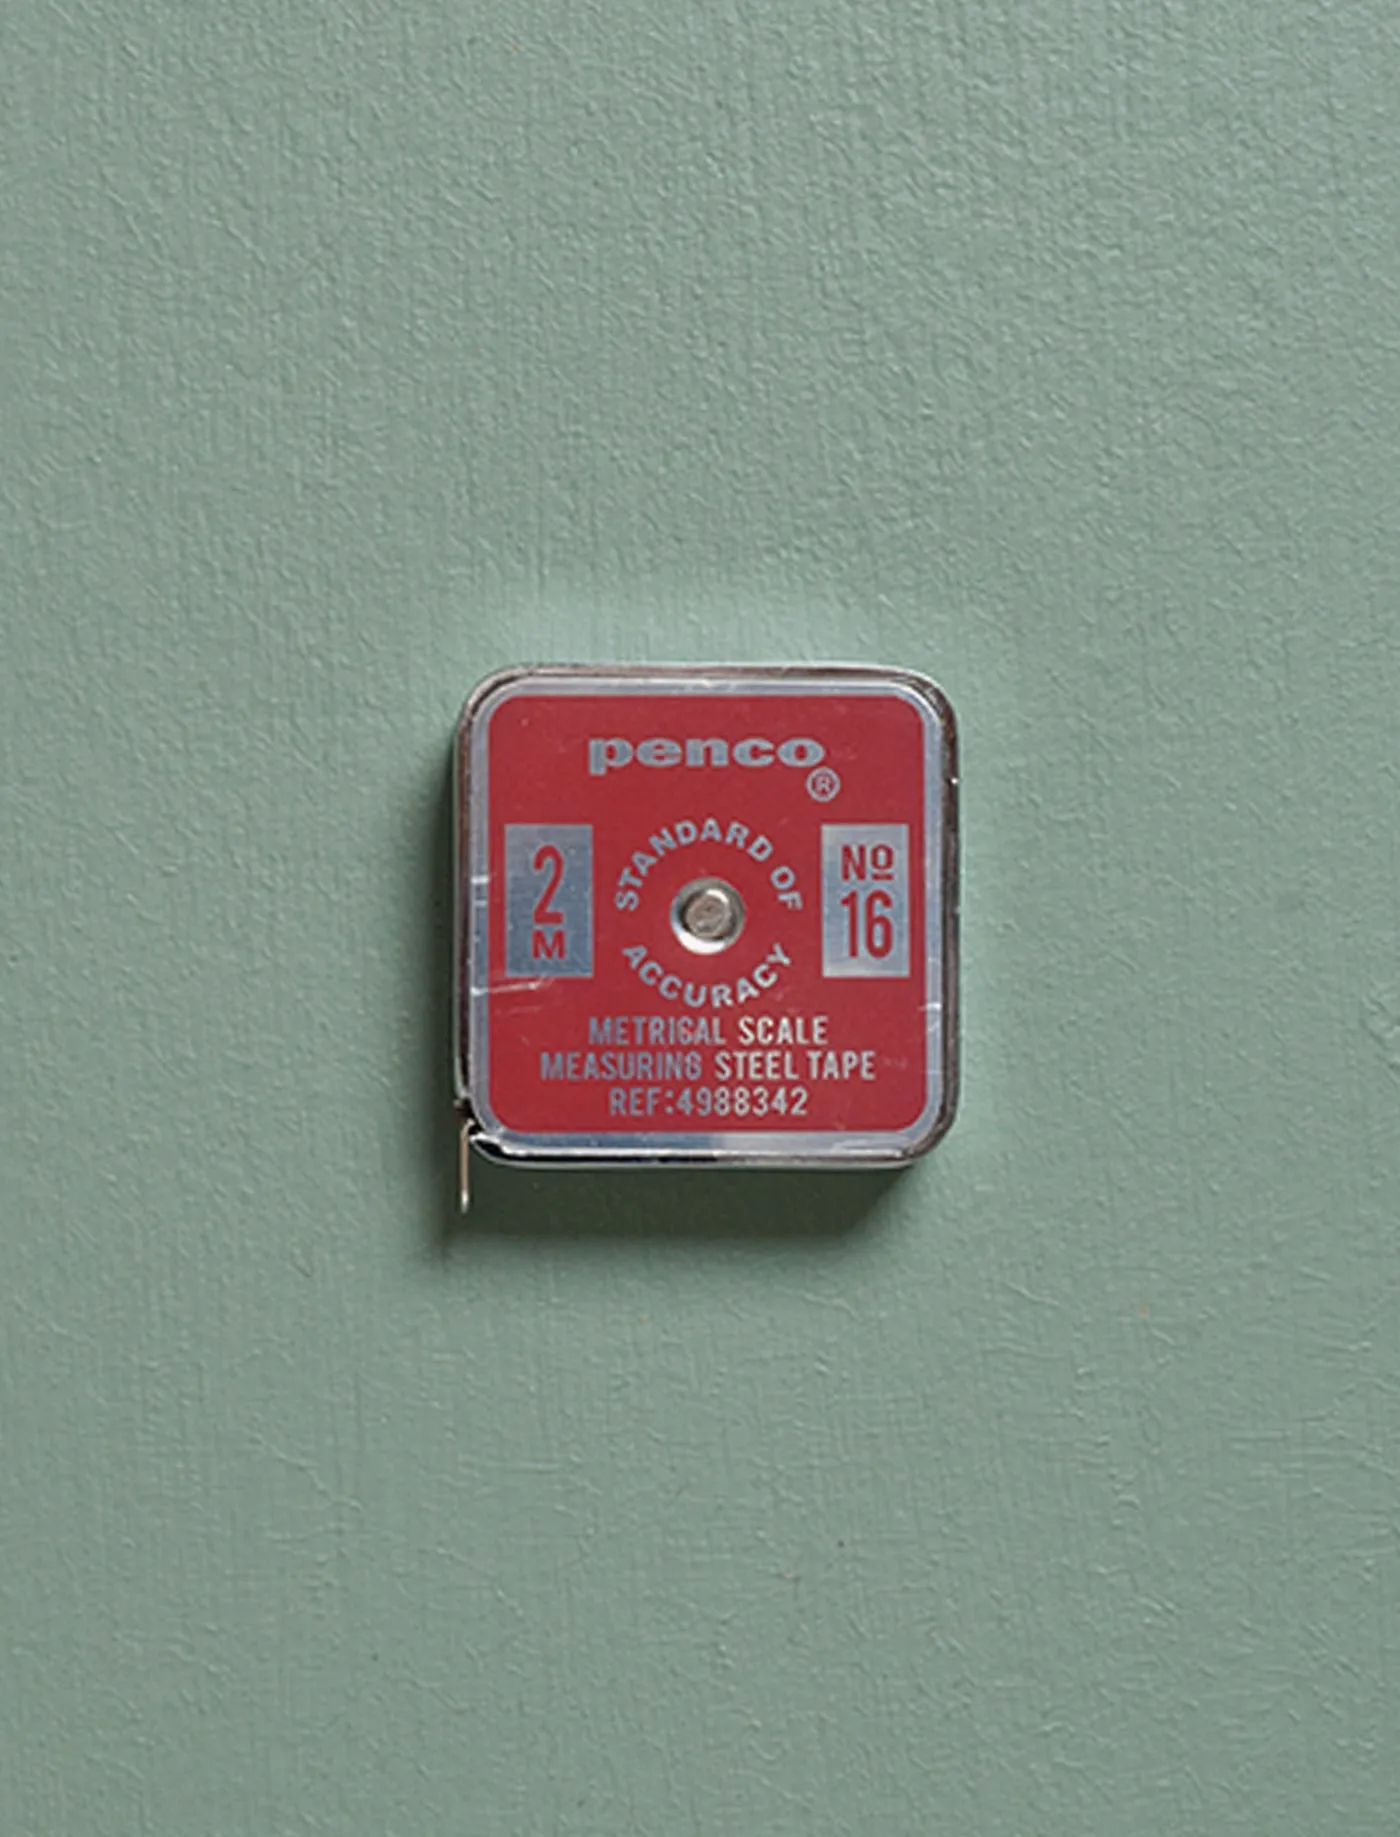 penco
®
2
M
STANDARD OF
ACCURACY
Nº
16
METRICAL SCALE
MEASURING STEEL TAPE
REF:4988342